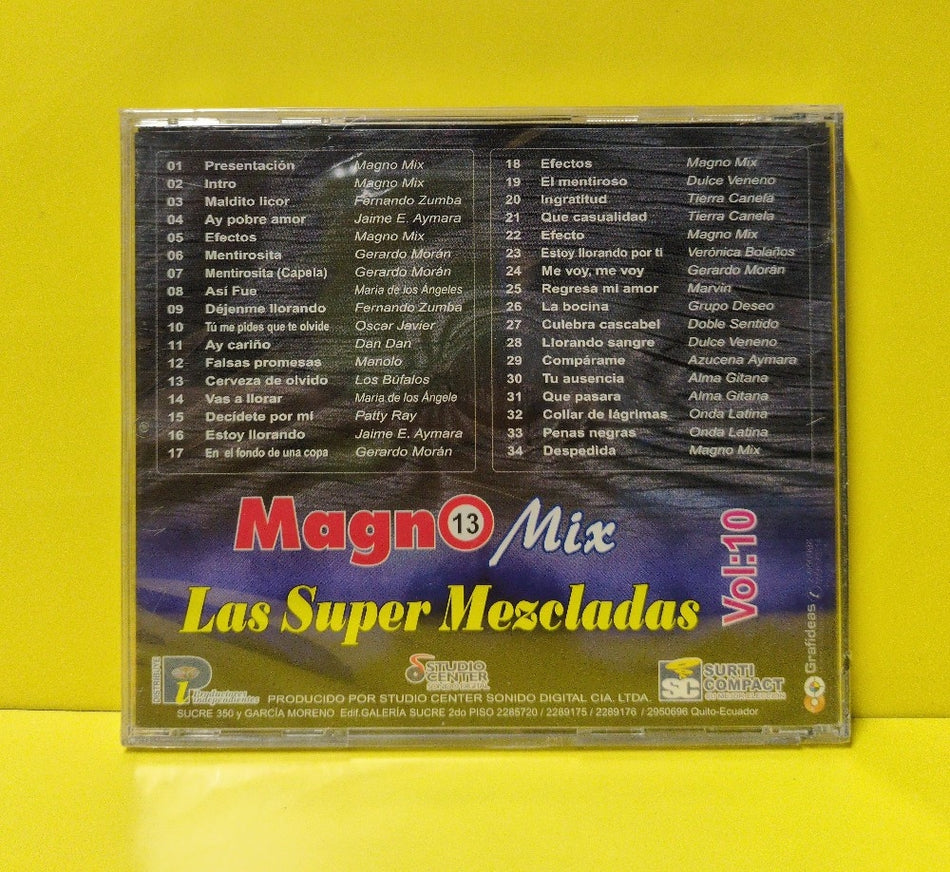 01 Presentación Magno Mix
02 Intro Magno Mix
03 Maldito licor Fernando Zumba
04 Ay pobre amor Jaime E. Aymara
05 Efectos Magno Mix
06 Mentirosita Gerardo Morán
07 Mentirosita (Capela) Gerardo Morán
08 Así Fue Maria de los Ángeles
09 Déjenme llorando Fernando Zumba
10 Tú me pides que te olvide Oscar Javier
11 Ay cariño Dan Dan
12 Falsas promesas Manolo
13 Cerveza de olvido Los Búfalos
14 Vas a llorar Maria de los Ángele
15 Decídete por mi Patty Ray
16 Estoy llorando Jaime E. Aymara
17 En el fondo de una copa Gerardo Morán
18 Efectos Magno Mix
19 El mentiroso Dulce Veneno
20 Ingratitud Tierra Canela
21 Que casualidad Tierra Canela
22 Efecto Magno Mix
23 Estoy llorando por ti Verónica Bolaños
24 Me voy, me voy Gerardo Morán
25 Regresa mi amor Marvin
26 La bocina Grupo Deseo
27 Culebra cascabel Doble Sentido
28 Llorando sangre Dulce Veneno
29 Compárame Azucena Aymara
30 Tu ausencia Alma Gitana
31 Que pasara Alma Gitana
32 Collar de lágrimas Onda Latina
33 Penas negras Onda Latina
34 Despedida Magno Mix
MagnO 13 Mix
Las Super Mezcladas
Vol:10
Grafideas
DISTRIBUYE
Productores
Independientes
STUDIO
CENTER
SURTI
COMPACT
SC
PRODUCIDO POR STUDIO CENTER SONIDO DIGITAL CIA. LTDA.
SUCRE 350 y GARCÍA MORENO Edif.GALERÍA SUCRE 2do PISO 2285720 / 2289175 / 2289176 / 2950696 Quito-Ecuador